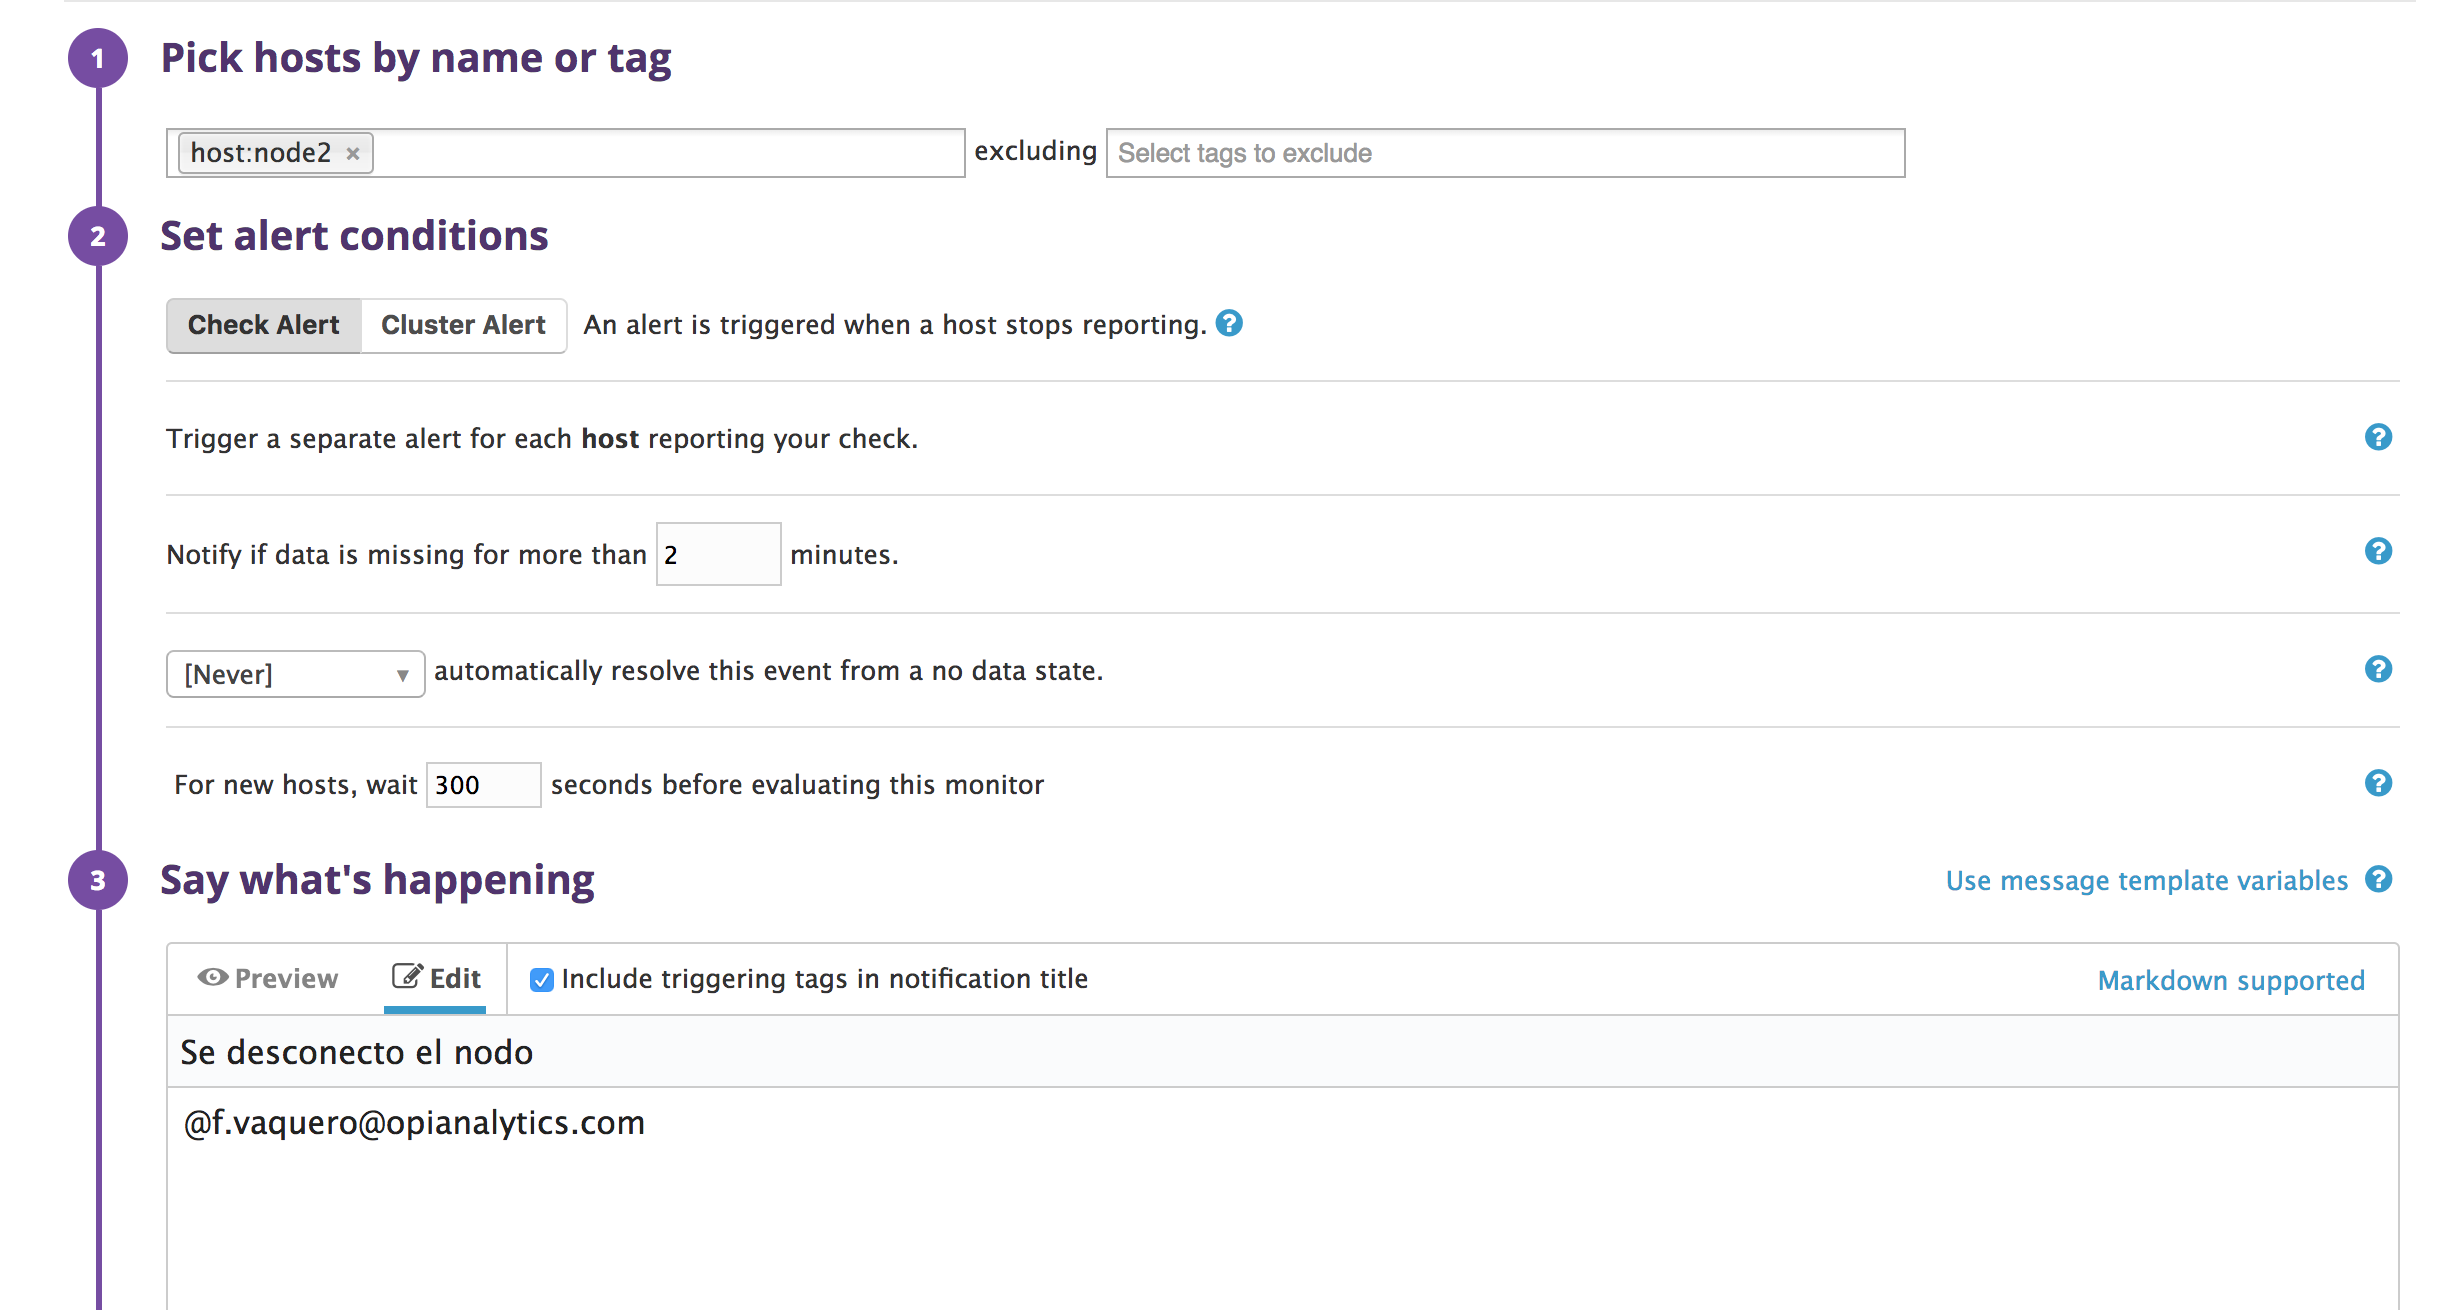 1 Pick hosts by name or tag
host:node2 × excluding Select tags to exclude
2 Set alert conditions
Check Alert Cluster Alert An alert is triggered when a host stops reporting. ?
Trigger a separate alert for each host reporting your check. ?
Notify if data is missing for more than 2 minutes. ?
[Never] ▼ automatically resolve this event from a no data state. ?
For new hosts, wait 300 seconds before evaluating this monitor ?
3 Say what's happening Use message template variables ?
Preview Edit Include triggering tags in notification title Markdown supported
Se desconecto el nodo
@f.vaquero@opianalytics.com